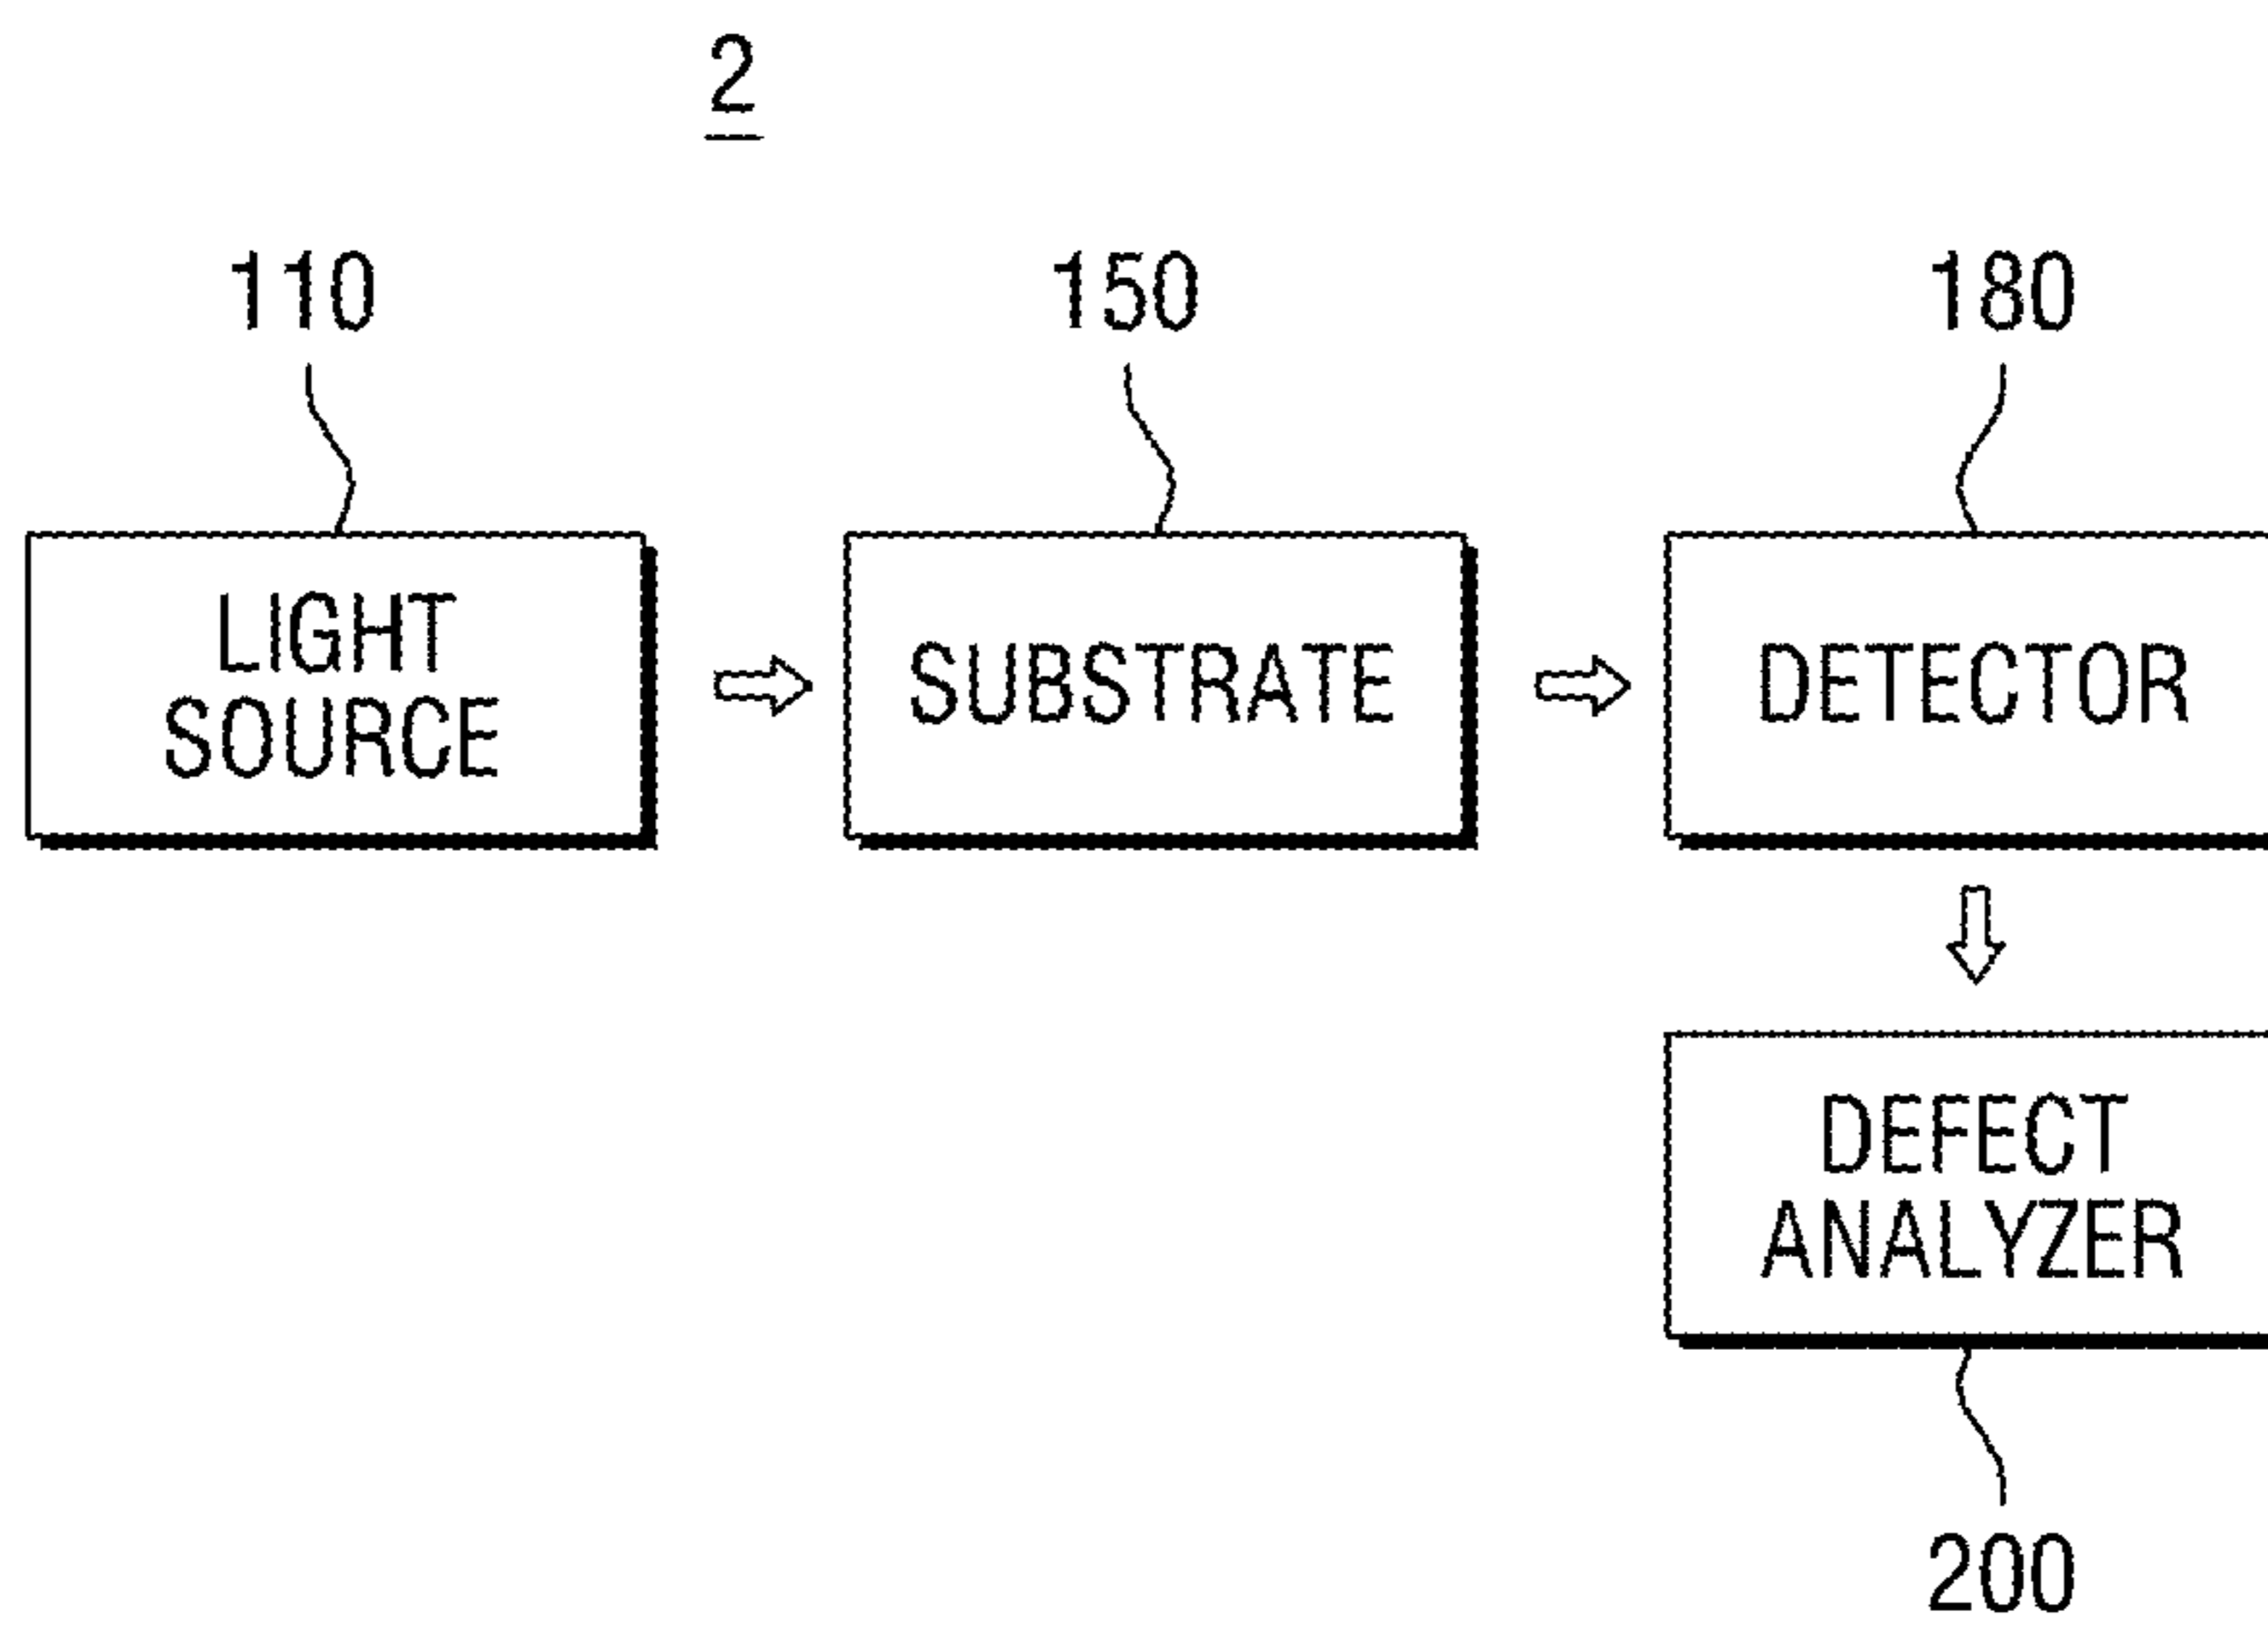 2
110
150
180
LIGHT
SOURCE
SUBSTRATE
DETECTOR
DEFECT
ANALYZER
200